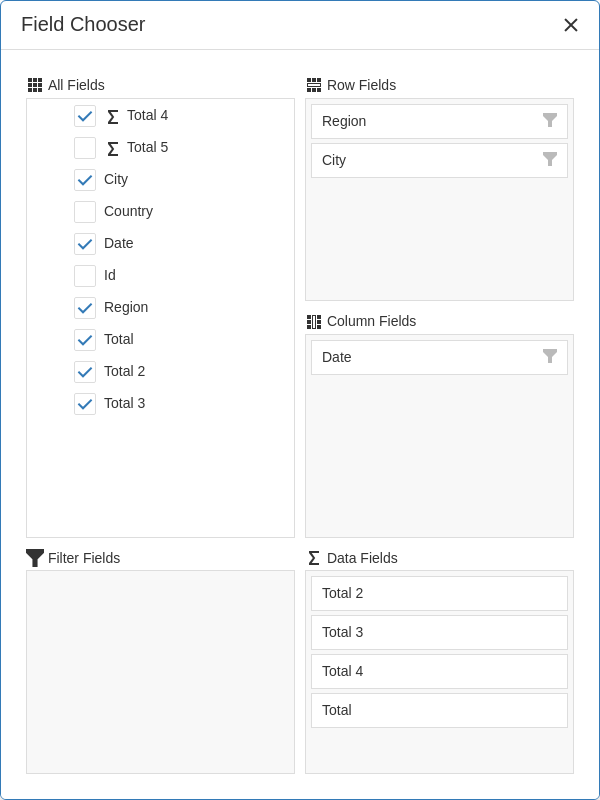 Field Chooser
All Fields
Total 4
Total 5
City
Country
Date
Id
Region
Total
Total 2
Total 3
Row Fields
Region
City
Column Fields
Date
Filter Fields
Data Fields
Total 2
Total 3
Total 4
Total